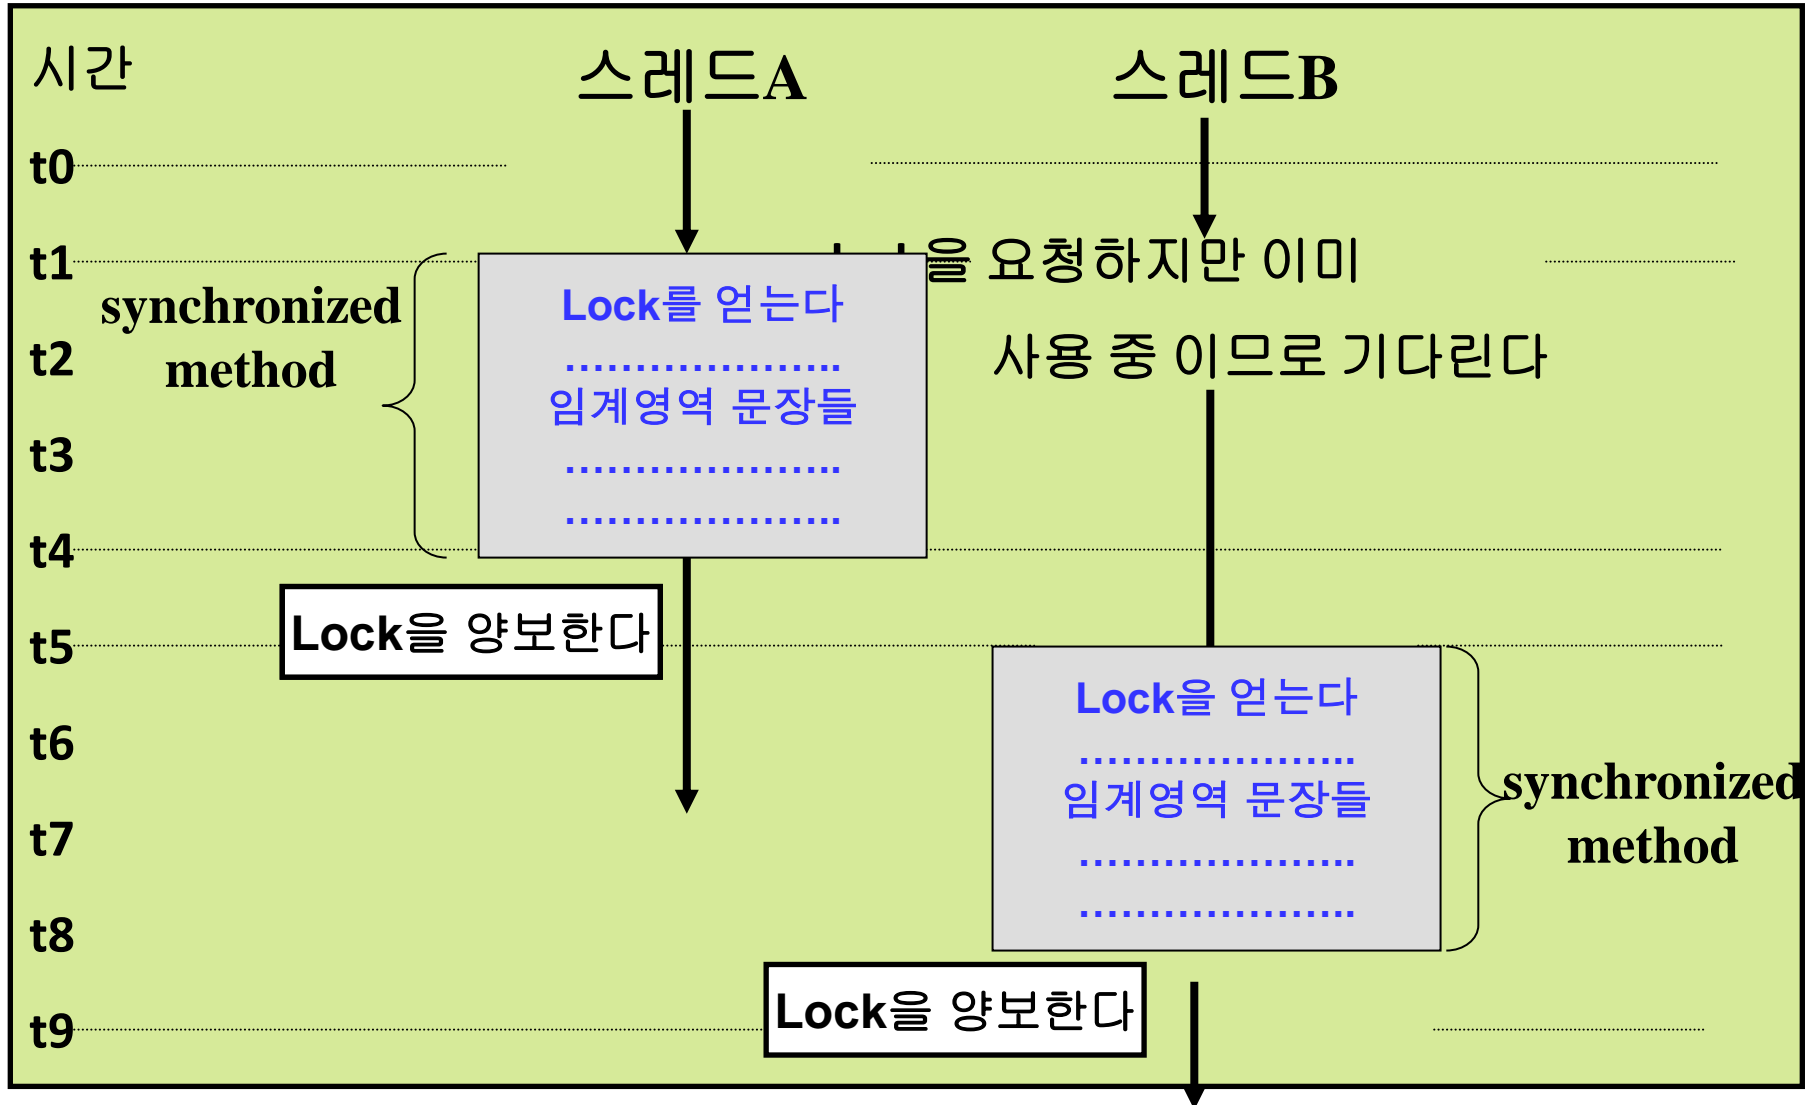 시간
스레드A
스레드B
t0
t1
t2
t3
t4
t5
t6
t7
t8
t9
synchronized
method
Lock를 얻는다
………………..
임계영역 문장들
………………..
………………..
을 요청하지만 이미
사용 중 이므로 기다린다
Lock을 양보한다
Lock을 얻는다
………………..
임계영역 문장들
………………..
………………..
synchronized
method
Lock을 양보한다